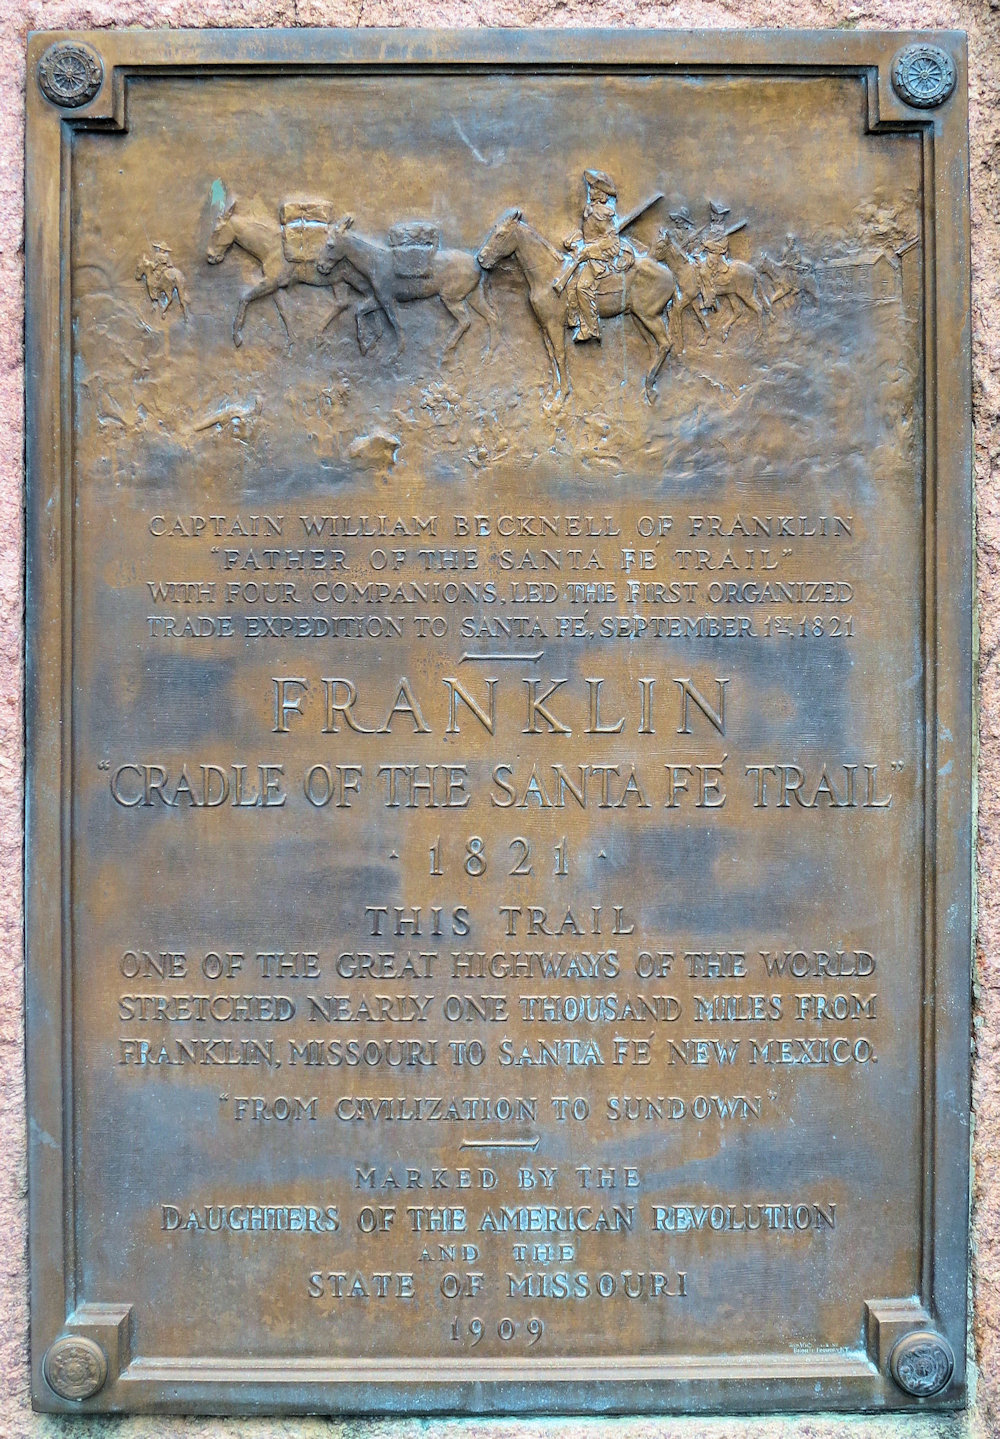 CAPTAIN WILLIAM BECKNELL OF FRANKLIN
"FATHER OF THE SANTA FÉ TRAIL"
WITH FOUR COMPANIONS, LED THE FIRST ORGANIZED
TRADE EXPEDITION TO SANTA FÉ, SEPTEMBER 1ST, 1821
FRANKLIN
"CRADLE OF THE SANTA FÉ TRAIL"
· 1821 ·
THIS TRAIL
ONE OF THE GREAT HIGHWAYS OF THE WORLD
STRETCHED NEARLY ONE THOUSAND MILES FROM
FRANKLIN, MISSOURI TO SANTA FÉ, NEW MEXICO.
"FROM CIVILIZATION TO SUNDOWN"
MARKED BY THE
DAUGHTERS OF THE AMERICAN REVOLUTION
AND THE
STATE OF MISSOURI
1909